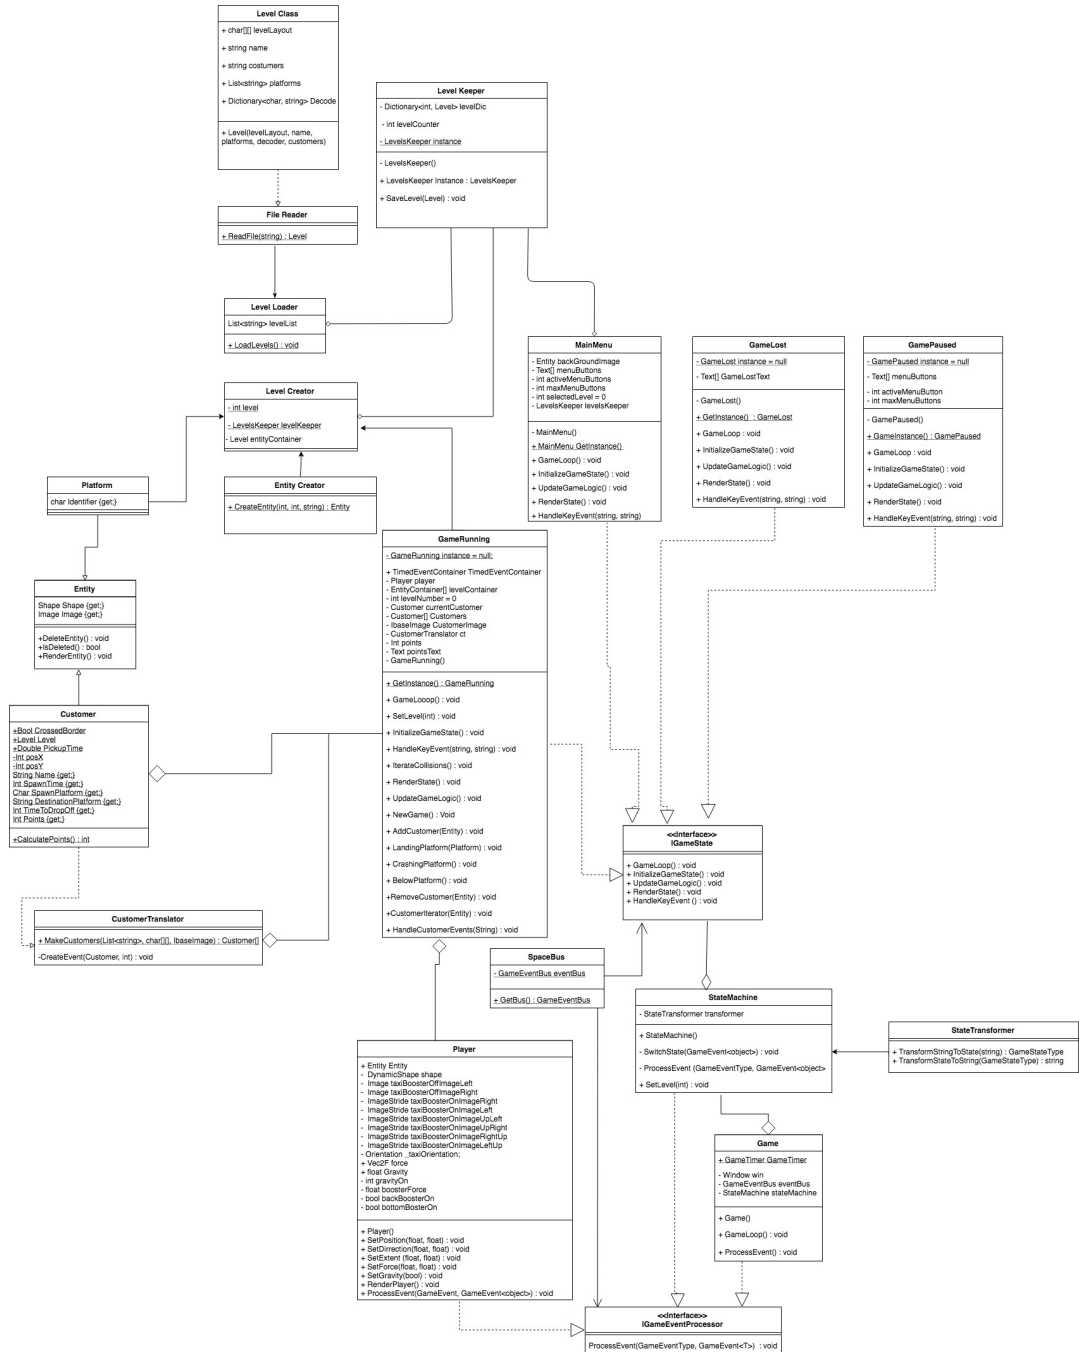 Level Class
+ char[][] levelLayout
+ string name
+ string costumers
+ List<string> platforms
+ Dictionary<char, string> Decode
+ Level(levelLayout, name,
platforms, decoder, customers)
Level Keeper
- Dictionary<int, Level> levelDic
- int levelCounter
- LevelsKeeper instance
- LevelsKeeper()
+ LevelsKeeper Instance : LevelsKeeper
+ SaveLevel(Level) : void
File Reader
+ ReadFile(string) : Level
Level Loader
List<string> levelList
+ LoadLevels() : void
MainMenu
- Entity backGroundImage
- Text[] menuButtons
- int activeMenuButtons
- int maxMenuButtons
- int selectedLevel = 0
- LevelsKeeper levelsKeeper
- MainMenu()
+ MainMenu GetInstance()
+ GameLoop() : void
+ InitializeGameState() : void
+ UpdateGameLogic() : void
+ RenderState() : void
+ HandleKeyEvent(string, string)
GameLost
- GameLost instance = null
- Text[] GameLostText
- GameLost()
+ GetInstance() : GameLost
+ GameLoop : void
+ InitializeGameState() : void
+ UpdateGameLogic() : void
+ RenderState() : void
+ HandleKeyEvent(string, string) : void
GamePaused
- GamePaused instance = null
- Text[] menuButtons
- int activeMenuButton
- int maxMenuButtons
- GamePaused()
+ GameInstance() : GamePaused
+ GameLoop : void
+ InitializeGameState() : void
+ UpdateGameLogic() : void
+ RenderState() : void
+ HandleKeyEvent(string, string) : void
Level Creator
- int level
- LevelsKeeper levelKeeper
- Level entityContainer
Platform
char Identifier {get;}
Entity Creator
+ CreateEntity(int, int, string) : Entity
GameRunning
- GameRunning instance = null;
+ TimedEventContainer TimedEventContainer
- Player player
- EntityContainer[] levelContainer
- int levelNumber = 0
- Customer currentCustomer
- Customer[] Customers
- IbaseImage CustomerImage
- CustomerTranslator ct
- Int points
- Text pointsText
- GameRunning()
+ GetInstance() : GameRunning
+ GameLooop() : void
+ SetLevel(int) : void
+ InitializeGameState() : void
+ HandleKeyEvent(string, string) : void
+ IterateCollisions() : void
+ RenderState() : void
+ UpdateGameLogic() : void
+ NewGame() : Void
+ AddCustomer(Entity) : void
+ LandingPlatform(Platform) : void
+ CrashingPlatform() : void
+ BelowPlatform() : void
+RemoveCustomer(Entity) : void
+CustomerIterator(Entity) : void
+ HandleCustomerEvents(String) : void
Entity
Shape Shape {get;}
Image Image {get;}
+DeleteEntity() : void
+IsDeleted() : bool
+RenderEntity() : void
Customer
+Bool CrossedBorder
+Level Level
+Double PickupTime
-Int posX
-Int posY
String Name {get;}
Int SpawnTime {get;}
Char SpawnPlatform {get;}
String DestinationPlatform {get;}
Int TimeToDropOff {get;}
Int Points {get;}
+CalculatePoints() : int
CustomerTranslator
+ MakeCustomers(List<string>, char[][], IbaseImage) : Customer[]
-CreateEvent(Customer, int) : void
<<Interface>>
IGameState
+ GameLoop() : void
+ InitializeGameState() : void
+ UpdateGameLogic() : void
+ RenderState() : void
+ HandleKeyEvent () : void
SpaceBus
- GameEventBus eventBus
+ GetBus() : GameEventBus
StateMachine
- StateTransformer transformer
+ StateMachine()
- SwitchState(GameEvent<object>) : void
- ProcessEvent (GameEventType, GameEvent<object>
+ SetLevel(int) : void
StateTransformer
+ TransformStringToState(string) : GameStateType
+ TransformStateToString(GameStateType) : string
Player
+ Entity Entity
- DynamicShape shape
- Image taxiBoosterOffImageLeft
- Image taxiBoosterOffImageRight
- ImageStride taxiBoosterOnImageRight
- ImageStride taxiBoosterOnImageLeft
- ImageStride taxiBoosterOnImageUpLeft
- ImageStride taxiBoosterOnImageUpRight
- ImageStride taxiBoosterOnImageRightUp
- ImageStride taxiBoosterOnImageLeftUp
- Orientation _taxiOrientation;
+ Vec2F force
+ float Gravity
- int gravityOn
- float boosterForce
- bool backBoosterOn
- bool bottomBosterOn
+ Player()
+ SetPosition(float, float) : void
+ SetDirrection(float, float) : void
+ SetExtent (float, float) : void
+ SetForce(float, float) : void
+ SetGravity(bool) : void
+ RenderPlayer() : void
+ ProcessEvent(GameEvent, GameEvent<object>) : void
Game
+ GameTimer GameTimer
- Window win
- GameEventBus eventBus
- StateMachine stateMachine
+ Game()
+ GameLoop() : void
+ ProcessEvent() : void
<<Interface>>
IGameEventProcessor
ProcessEvent(GameEventType, GameEvent<T>) : void